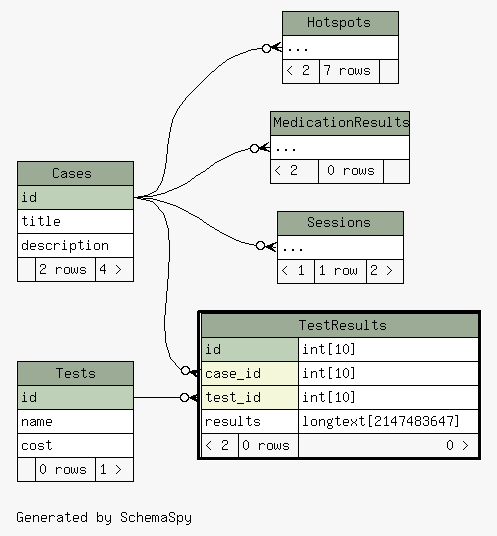 Hotspots
...
< 2 7 rows
MedicationResults
...
< 2 0 rows
Cases
id
title
description
2 rows 4 >
Sessions
...
< 1 1 row 2 >
TestResults
id int[10]
case_id int[10]
test_id int[10]
results longtext[2147483647]
< 2 0 rows 0 >
Tests
id
name
cost
0 rows 1 >
Generated by SchemaSpy